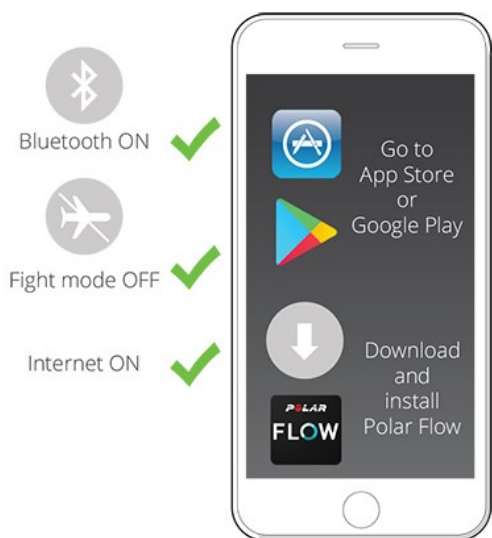 Bluetooth ON
Fight mode OFF
Internet ON
Go to
App Store
or
Google Play
Download
and
install
Polar Flow
POLAR
FLOW